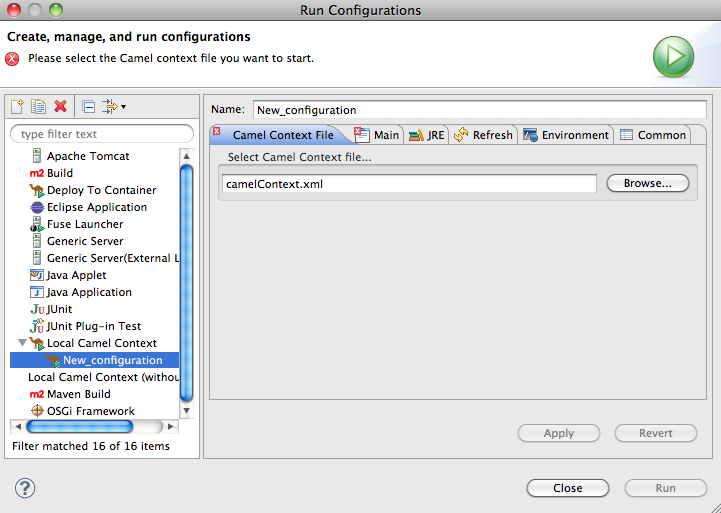 Run Configurations
Create, manage, and run configurations
Please select the Camel context file you want to start.
type filter text
Apache Tomcat
m2 Build
Deploy To Container
Eclipse Application
Fuse Launcher
Generic Server
Generic Server(External L
Java Applet
Java Application
JU JUnit
JU JUnit Plug-in Test
Local Camel Context
New_configuration
Local Camel Context (withou
m2 Maven Build
OSGi Framework
Filter matched 16 of 16 items
Name: New_configuration
Camel Context File Main JRE Refresh Environment Common
Select Camel Context file...
camelContext.xml Browse...
Apply Revert
? Close Run